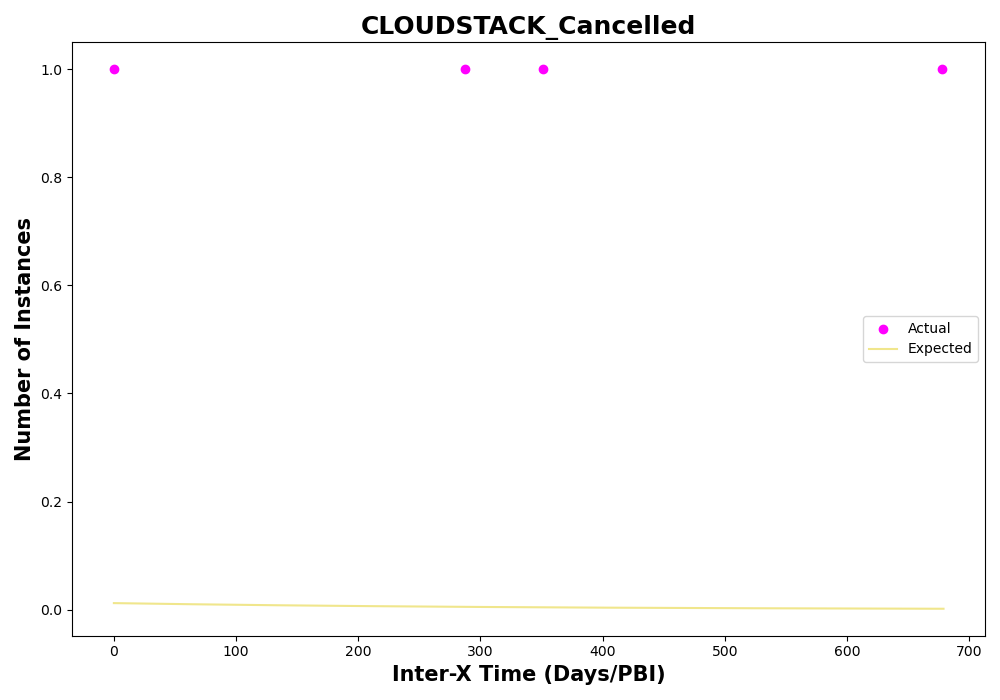 CLOUDSTACK_Cancelled
Number of Instances
1.0
0.8
0.6
0.4
0.2
0.0
Actual
Expected
0 100 200 300 400 500 600 700
Inter-X Time (Days/PBI)